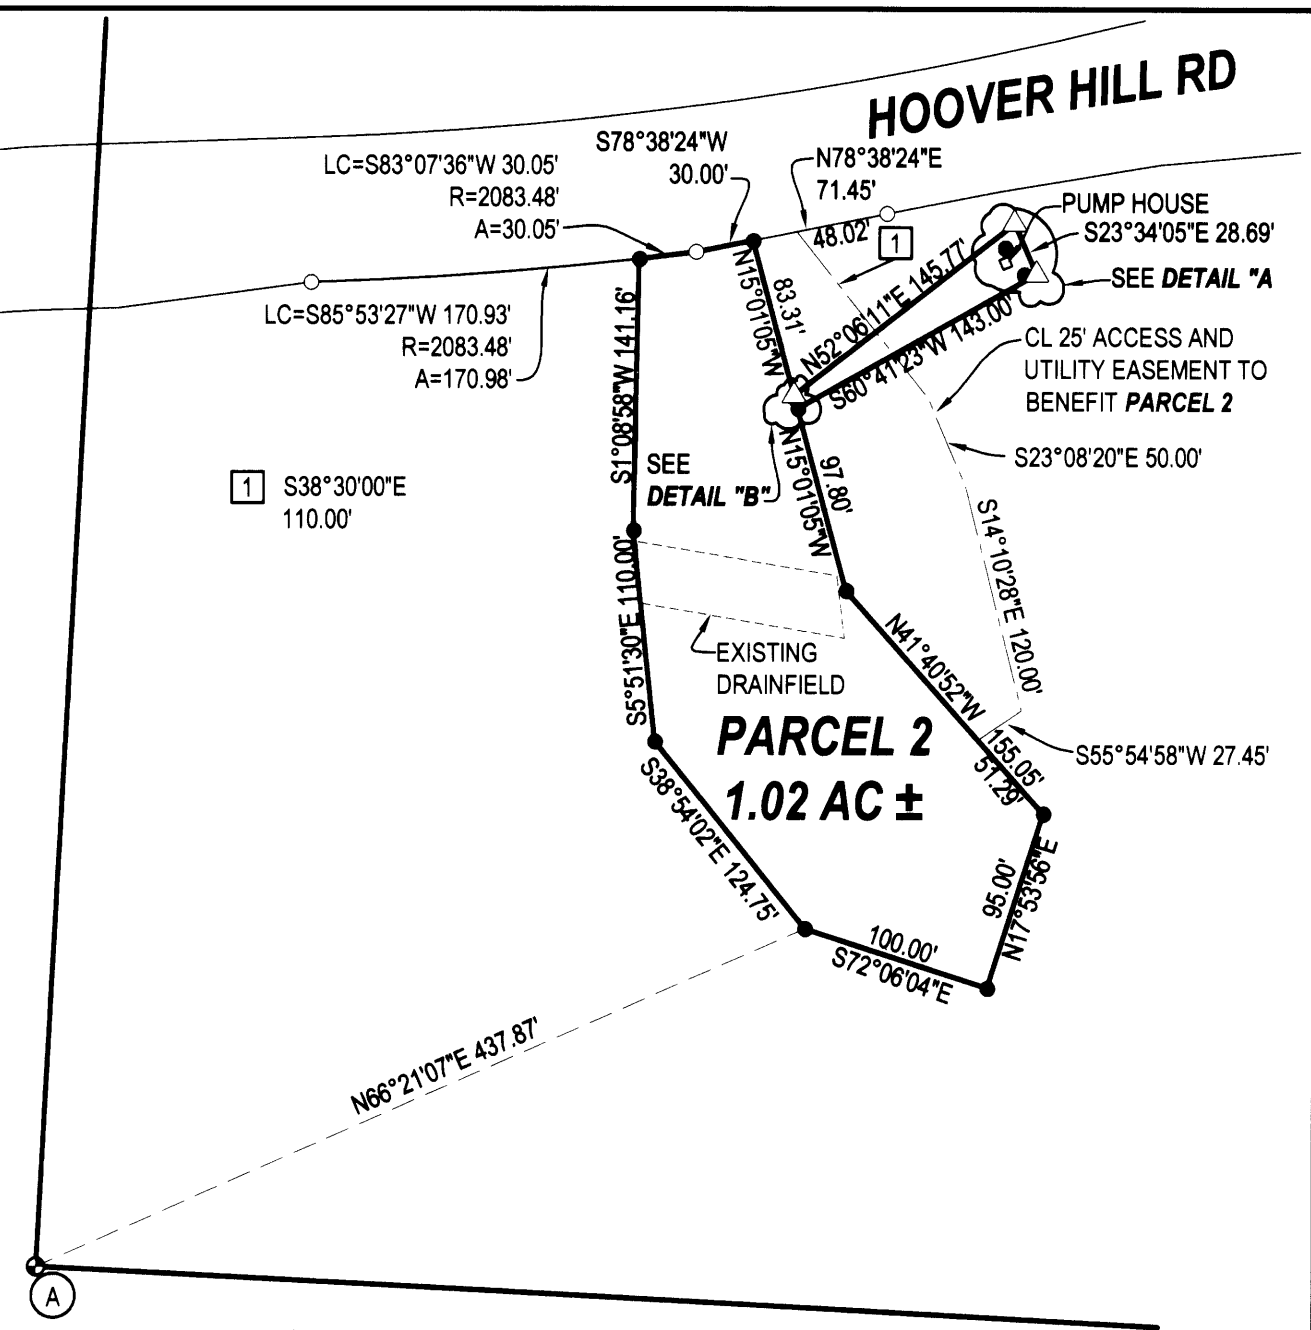 HOOVER HILL RD
S78°38'24"W
30.00'
N78°38'24"E
71.45'
LC=S83°07'36"W 30.05'
R=2083.48'
A=30.05'
48.02'
1
PUMP HOUSE
S23°34'05"E 28.69'
SEE DETAIL "A
LC=S85°53'27"W 170.93'
R=2083.48'
A=170.98'
N15°01'05"W
83.31'
N52°06'11"E 145.77'
S60°41'23"W 143.00'
CL 25' ACCESS AND
UTILITY EASEMENT TO
BENEFIT PARCEL 2
S1°08'58"W 141.16'
SEE
DETAIL "B"
N15°01'05"W
97.80'
S23°08'20"E 50.00'
1 S38°30'00"E
110.00'
S14°10'28"E 120.00'
S5°51'30"E 110.00'
EXISTING
DRAINFIELD
N41°40'52"W
155.05'
51.29'
S55°54'58"W 27.45'
PARCEL 2
1.02 AC ±
S38°54'02"E 124.75'
95.00'
N17°53'56"E
100.00'
S72°06'04"E
N66°21'07"E 437.87'
A